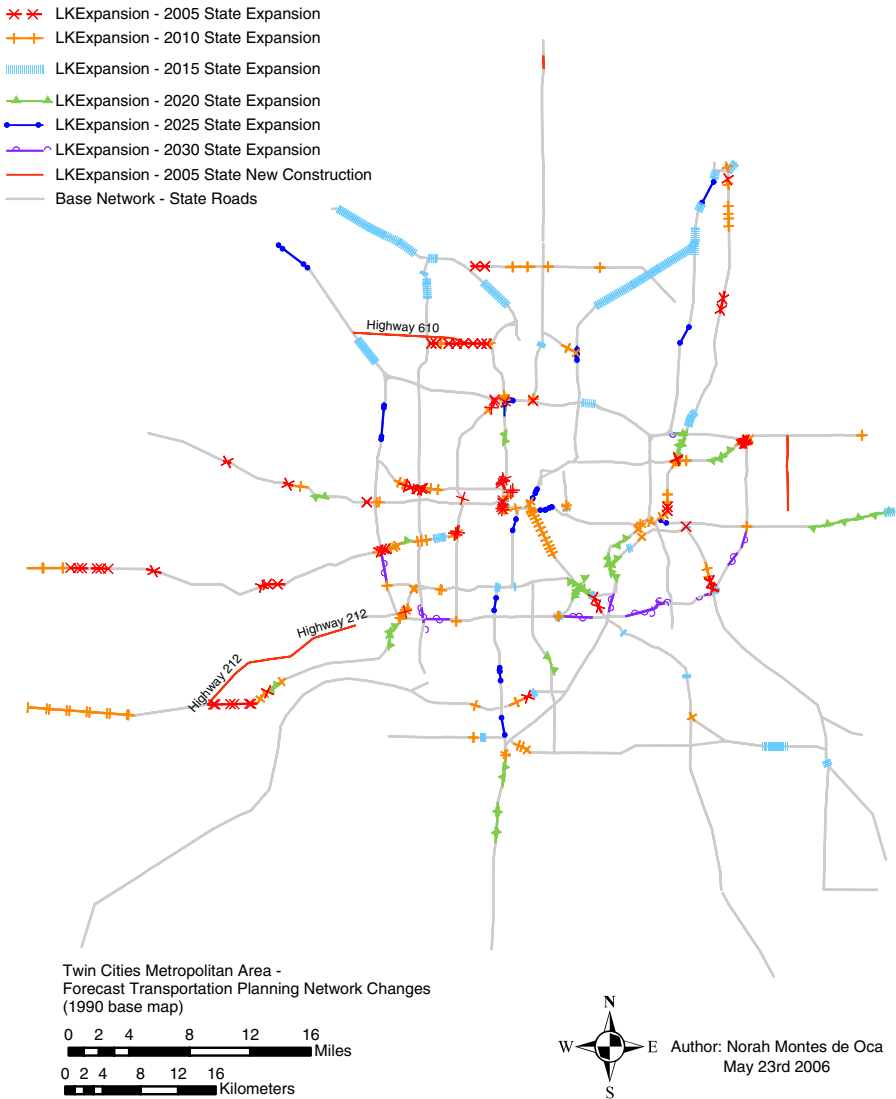 LKExpansion - 2005 State Expansion
LKExpansion - 2010 State Expansion
LKExpansion - 2015 State Expansion
LKExpansion - 2020 State Expansion
LKExpansion - 2025 State Expansion
LKExpansion - 2030 State Expansion
LKExpansion - 2005 State New Construction
Base Network - State Roads
Highway 610
Highway 212
Highway 212
Twin Cities Metropolitan Area -
Forecast Transportation Planning Network Changes
(1990 base map)
0 2 4 8 12 16
Miles
0 2 4 8 12 16
Kilometers
N
W E
S
Author: Norah Montes de Oca
May 23rd 2006